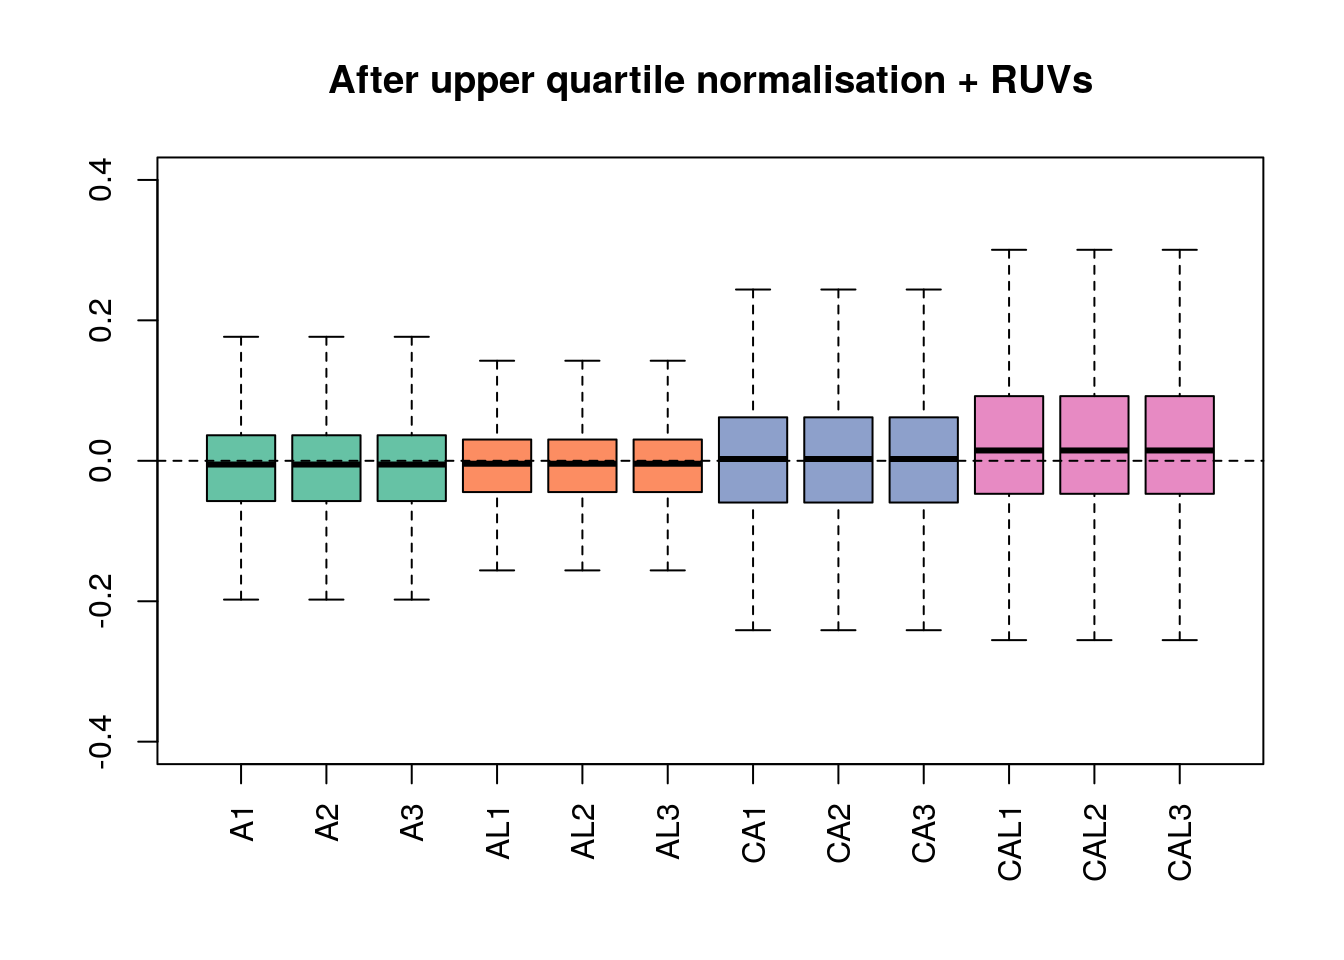 After upper quartile normalisation + RUVs
0.4
0.2
0.0
-0.2
-0.4
A1
A2
A3
AL1
AL2
AL3
CA1
CA2
CA3
CAL1
CAL2
CAL3